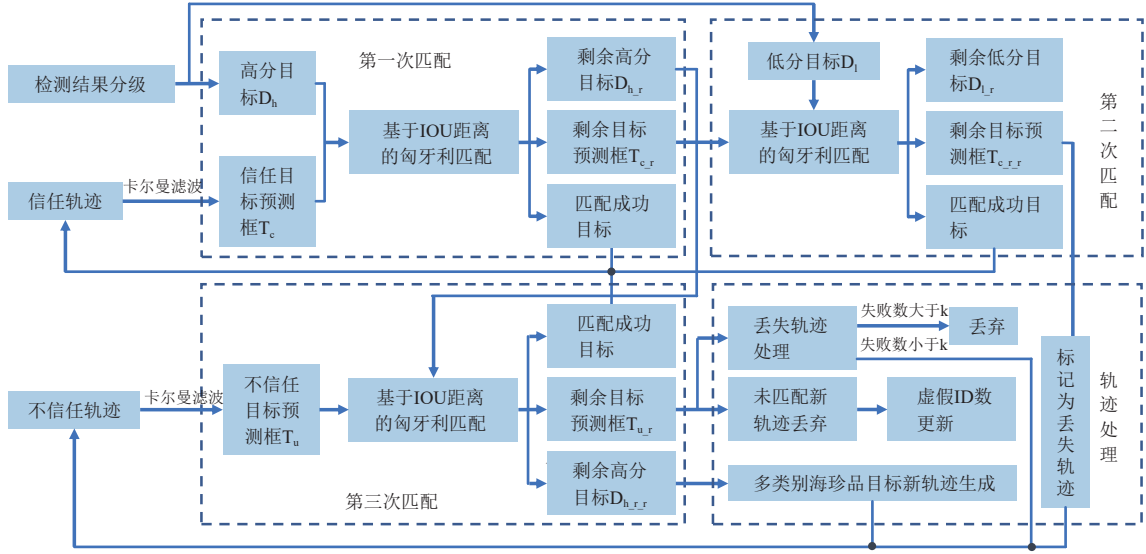 检测结果分级
高分目
标D_h
第一次匹配
剩余高分
目标D_h_r
基于IOU距离
的匈牙利匹配
剩余目标
预测框T_c_r
信任目
标预测
框T_c
卡尔曼滤波
信任轨迹
匹配成功
目标
低分目标D_l
基于IOU距离
的匈牙利匹配
剩余低分目标
D_l_r
剩余目标预
测框T_c_r_r
匹配成功目
标
第二次匹配
不信任轨迹
卡尔曼滤波
不信任
目标预
测框T_u
基于IOU距离
的匈牙利匹配
匹配成功
目标
剩余目标
预测框T_u_r
剩余高分
目标D_h_r_r
第三次匹配
丢失轨迹
处理
失败数大于k
丢弃
失败数小于k
未匹配新
轨迹丢弃
虚假ID数
更新
多类别海珍品目标新轨迹生成
标记为丢失轨迹
轨迹处理